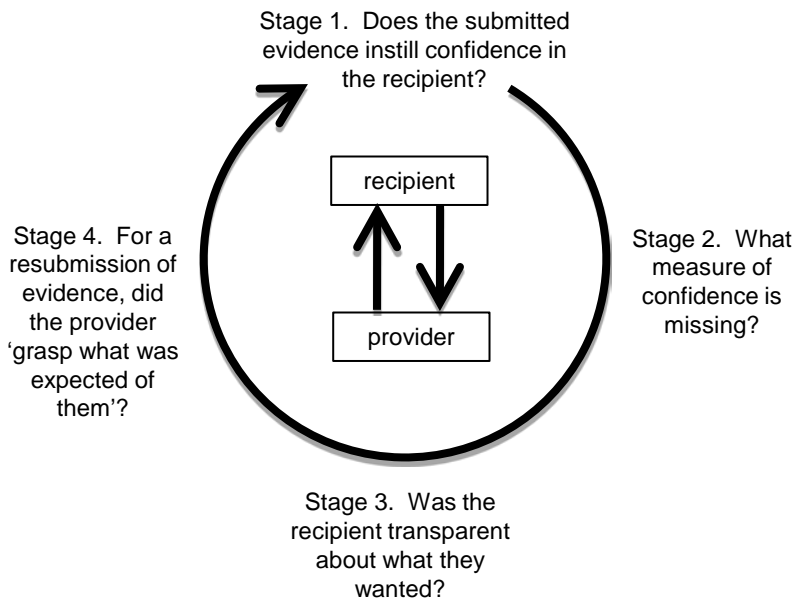 Stage 1.  Does the submitted
evidence instill confidence in
the recipient?
recipient
provider
Stage 2.  What
measure of
confidence is
missing?
Stage 3.  Was the
recipient transparent
about what they
wanted?
Stage 4.  For a
resubmission of
evidence, did
the provider
‘grasp what was
expected of
them’?